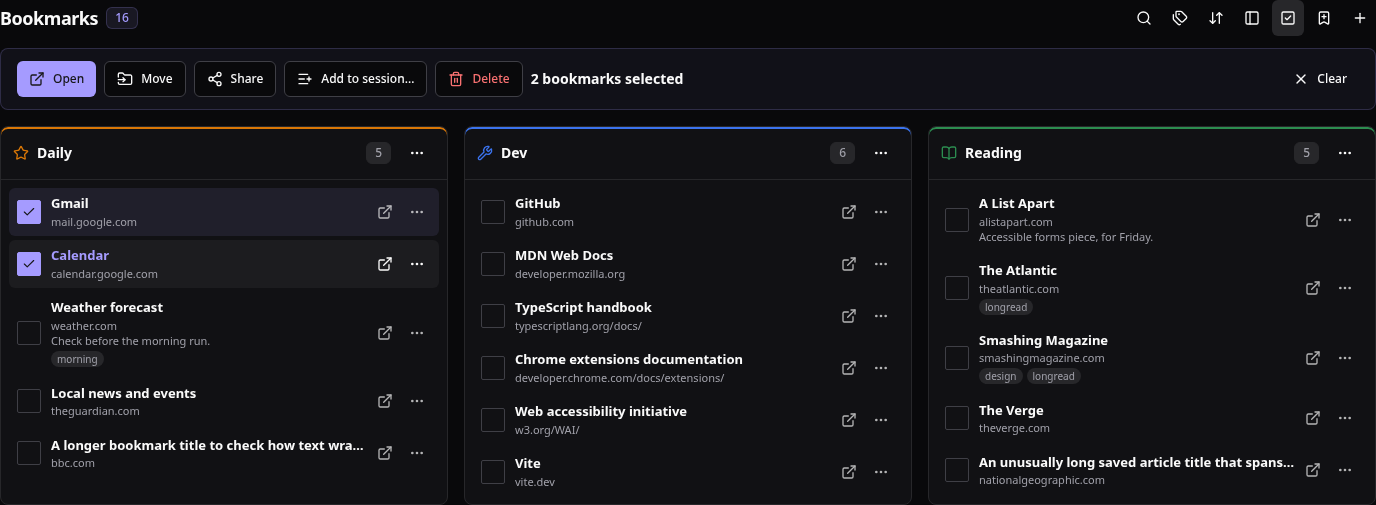 Bookmarks 16
Open Move Share Add to session... Delete 2 bookmarks selected Clear
Daily 5
Gmail
mail.google.com
Calendar
calendar.google.com
Weather forecast
weather.com
Check before the morning run.
morning
Local news and events
theguardian.com
A longer bookmark title to check how text wra...
bbc.com
Dev 6
GitHub
github.com
MDN Web Docs
developer.mozilla.org
TypeScript handbook
typescriptlang.org/docs/
Chrome extensions documentation
developer.chrome.com/docs/extensions/
Web accessibility initiative
w3.org/WAI/
Vite
vite.dev
Reading 5
A List Apart
alistapart.com
Accessible forms piece, for Friday.
The Atlantic
theatlantic.com
longread
Smashing Magazine
smashingmagazine.com
design longread
The Verge
theverge.com
An unusually long saved article title that spans...
nationalgeographic.com